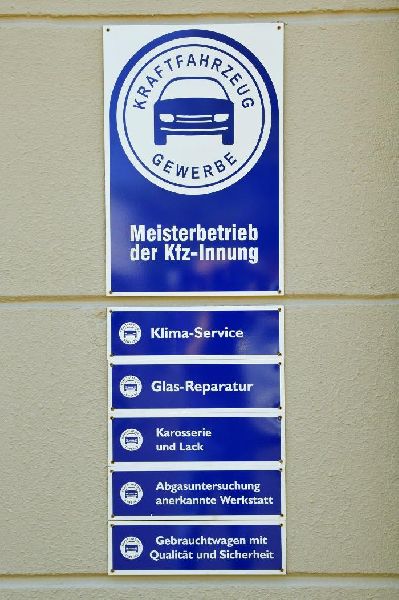 KRAFTFAHRZEUG
GEWERBE
Meisterbetrieb
der Kfz-Innung
Klima-Service
Glas-Reparatur
Karosserie
und Lack
Abgasuntersuchung
anerkannte Werkstatt
Gebrauchtwagen mit
Qualität und Sicherheit